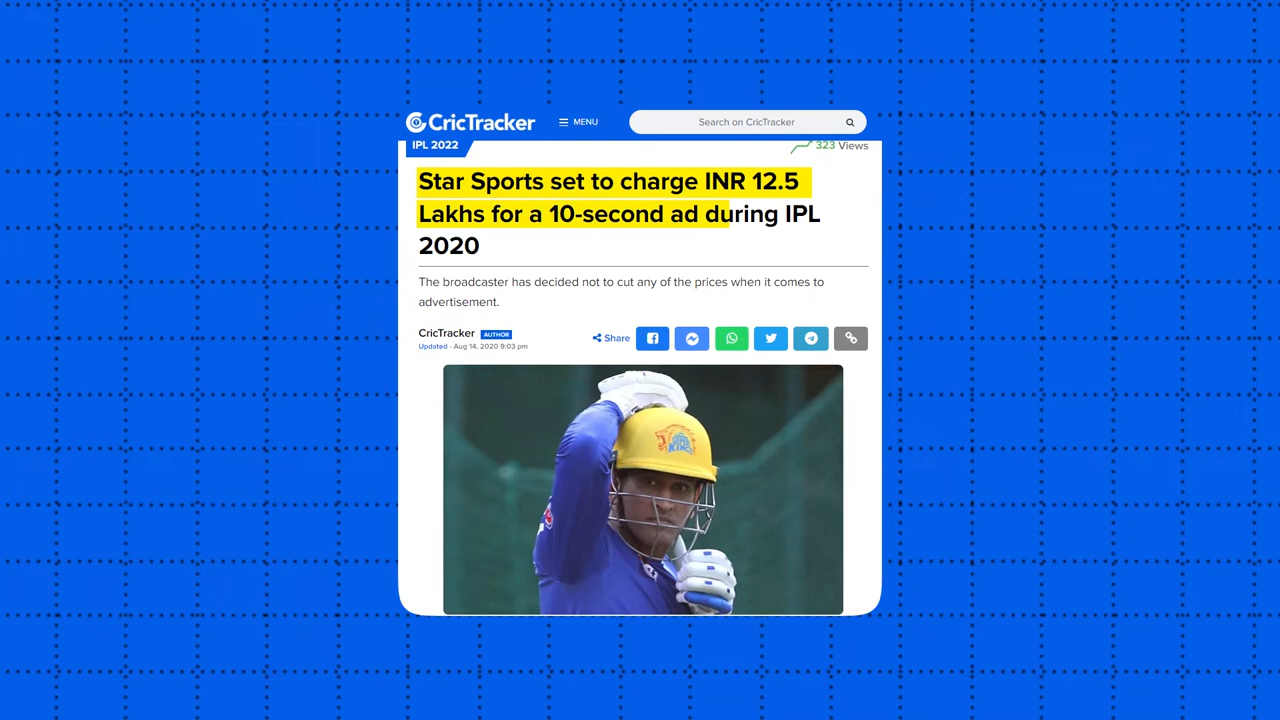 CricTracker
MENU
Search on CricTracker
IPL 2022
323 Views
Star Sports set to charge INR 12.5
Lakhs for a 10-second ad during IPL
2020
The broadcaster has decided not to cut any of the prices when it comes to
advertisement.
CricTracker AUTHOR
Updated - Aug 14, 2020 9:03 pm
Share
SUPER
KINGS